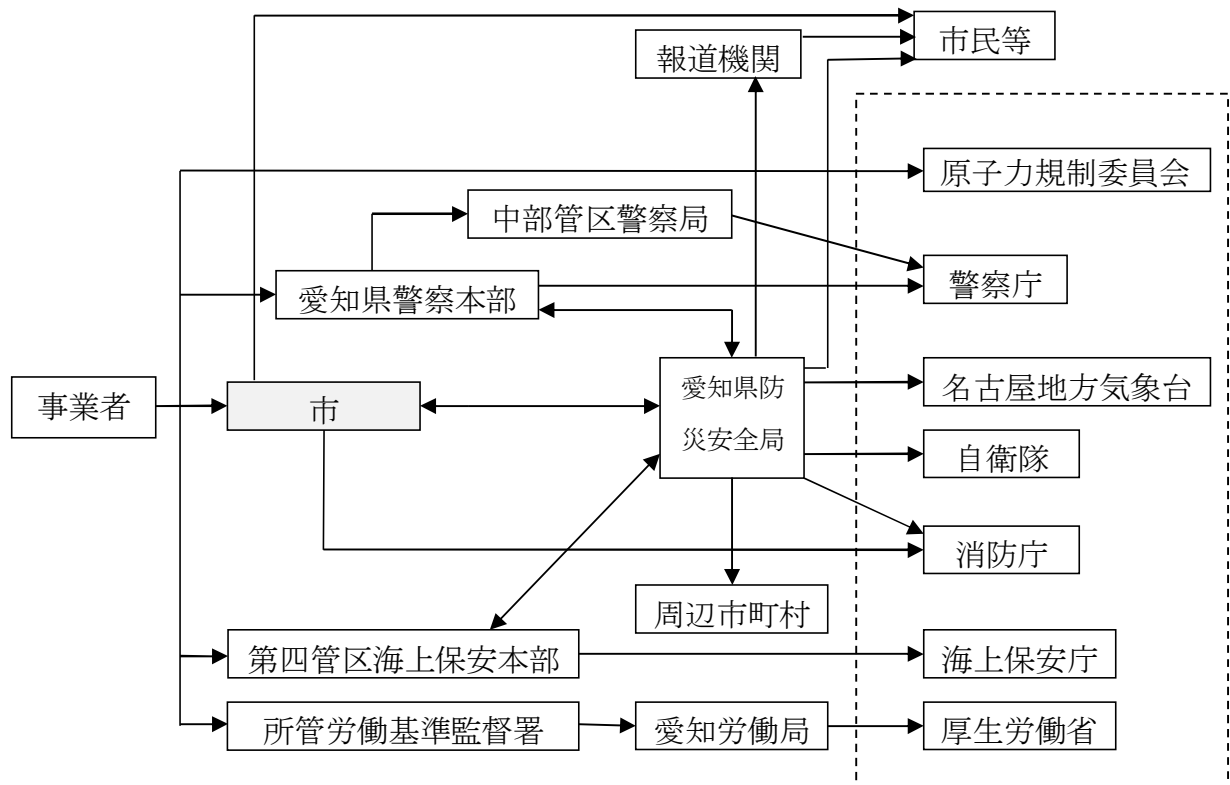 市民等
報道機関
原子力規制委員会
中部管区警察局
警察庁
愛知県警察本部
愛知県防
災安全局
名古屋地方気象台
事業者
市
自衛隊
消防庁
周辺市町村
第四管区海上保安本部
海上保安庁
所管労働基準監督署
愛知労働局
厚生労働省